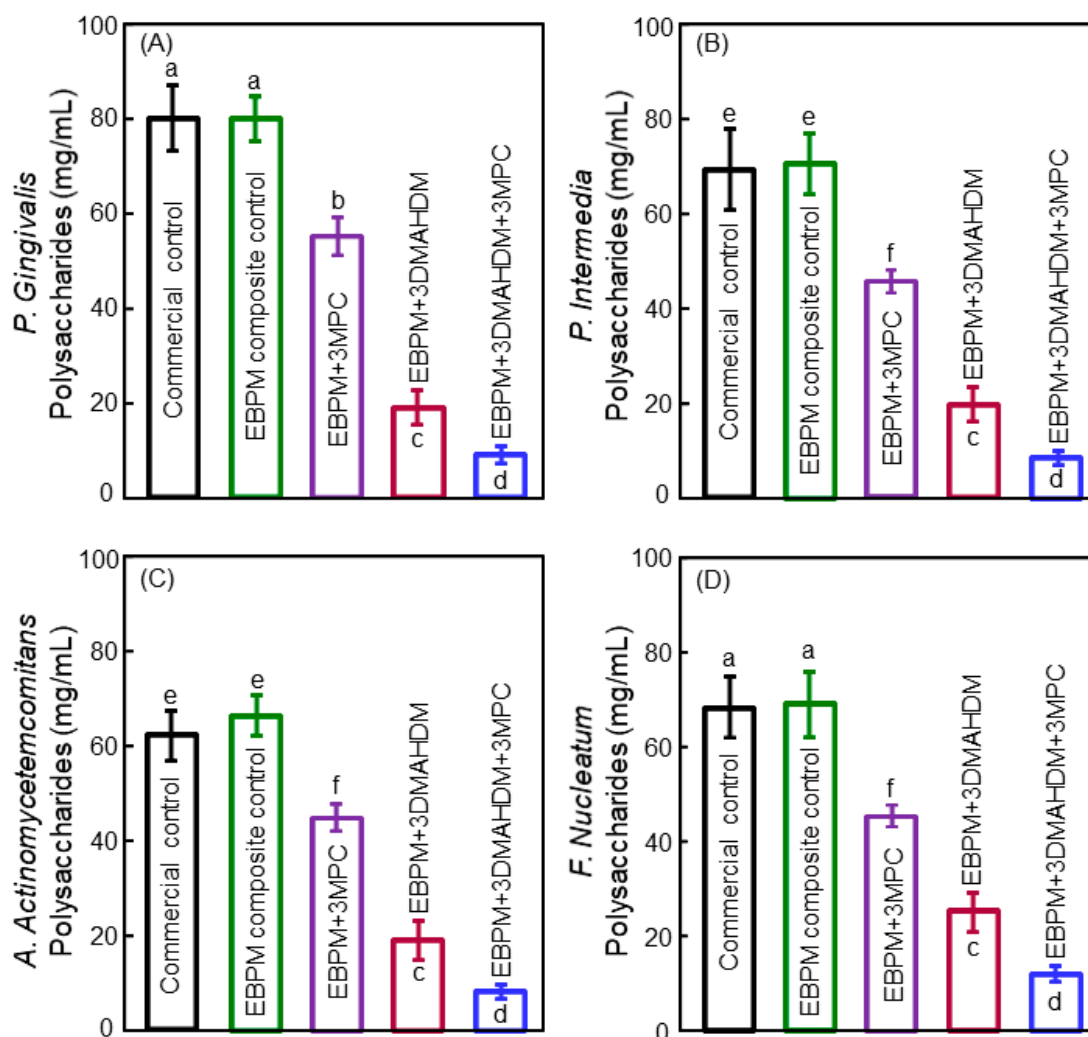 (A)
P. Gingivalis
Polysaccharides (mg/mL)
100
80
60
40
20
0
a
a
b
c
d
Commercial control
EBPM composite control
EBPM+3MPC
EBPM+3DMAHDM
EBPM+3DMAHDM+3MPC
(B)
P. Intermedia
Polysaccharides (mg/mL)
100
80
60
40
20
0
e
e
f
c
d
Commercial control
EBPM composite control
EBPM+3MPC
EBPM+3DMAHDM
EBPM+3DMAHDM+3MPC
(C)
A. Actinomycetemcomitans
Polysaccharides (mg/mL)
100
80
60
40
20
0
e
e
f
c
d
Commercial control
EBPM composite control
EBPM+3MPC
EBPM+3DMAHDM
EBPM+3DMAHDM+3MPC
(D)
F. Nucleatum
Polysaccharides (mg/mL)
100
80
60
40
20
0
a
a
f
c
d
Commercial control
EBPM composite control
EBPM+3MPC
EBPM+3DMAHDM
EBPM+3DMAHDM+3MPC